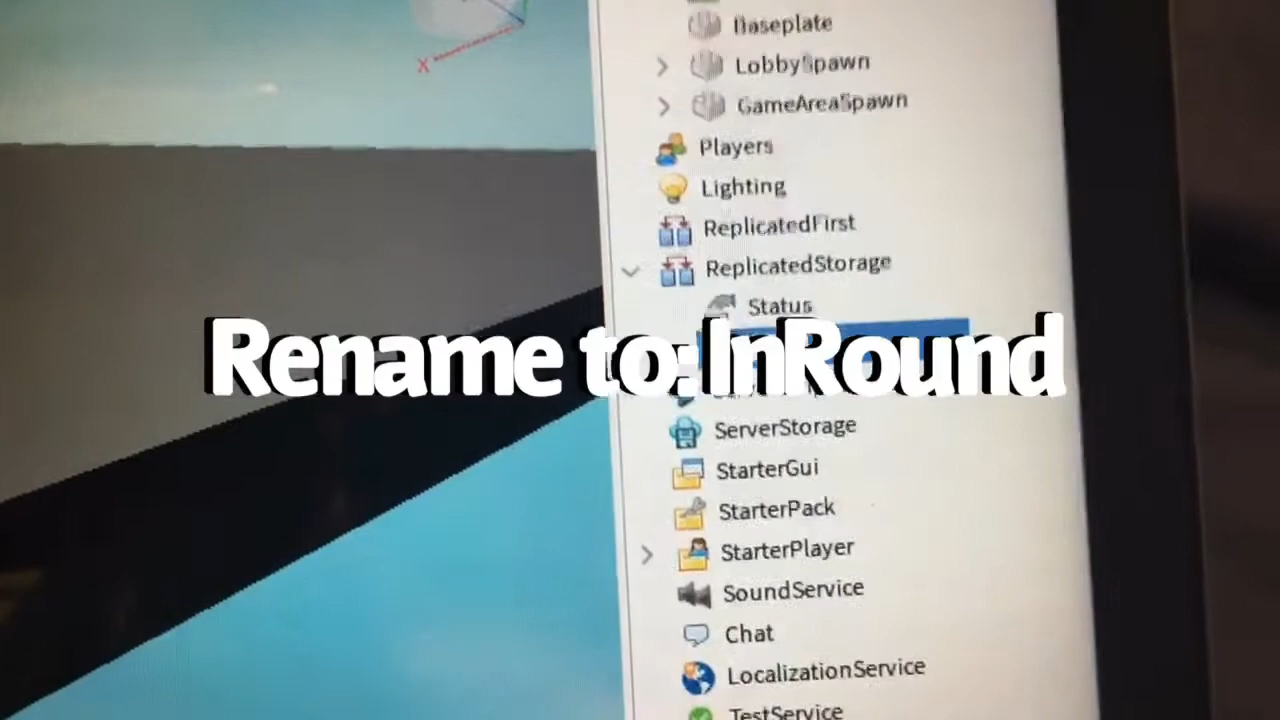 X
Baseplate
LobbySpawn
GameAreaSpawn
Players
Lighting
ReplicatedFirst
ReplicatedStorage
Status
Rename to: InRound
ServerStorage
StarterGui
StarterPack
StarterPlayer
SoundService
Chat
LocalizationService
TestService